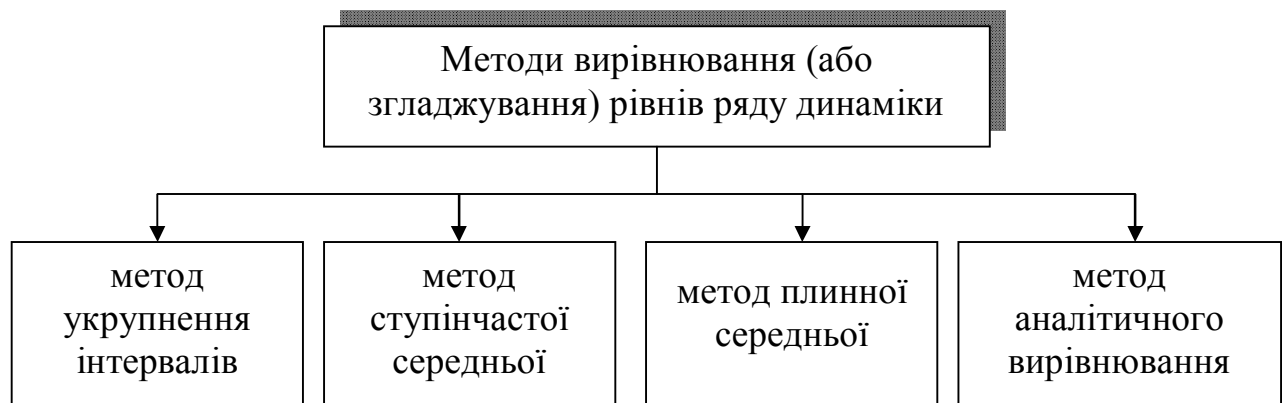 Методи вирівнювання (або
згладжування) рівнів ряду динаміки
метод
укрупнення
інтервалів
метод
ступінчастої
середньої
метод плинної
середньої
метод
аналітичного
вирівнювання